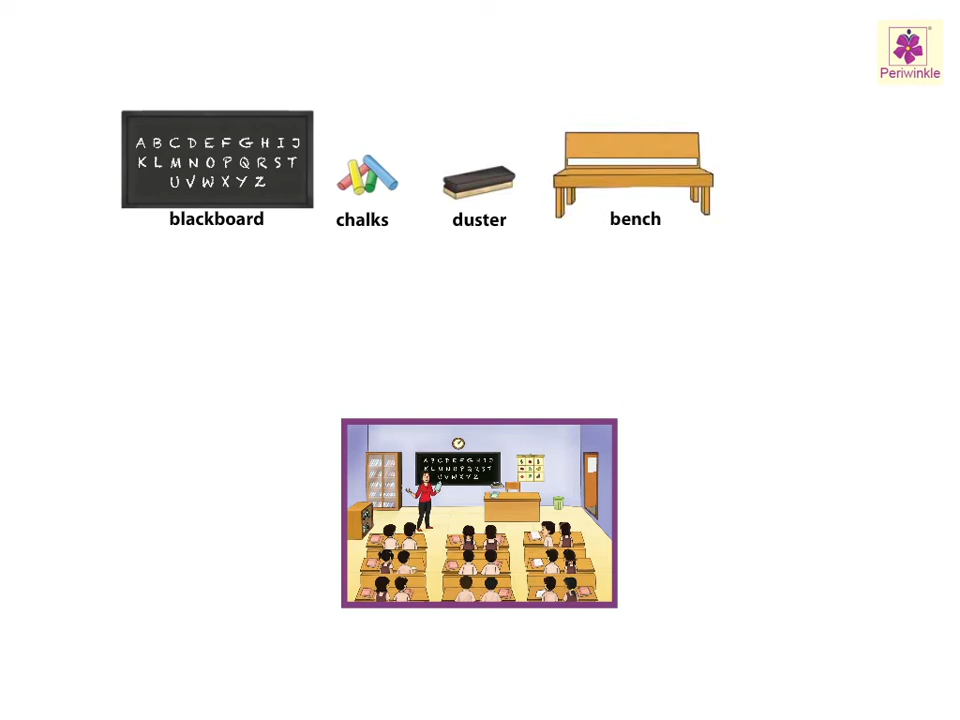 Periwinkle
A B C D E F G H I J
K L M N O P Q R S T
U V W X Y Z
blackboard
chalks
duster
bench
A B C D E F G H I J
K L M N O P Q R S T
U V W X Y Z